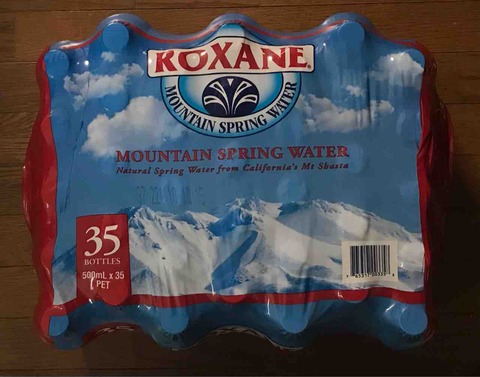 ROXANE
MOUNTAIN SPRING WATER
MOUNTAIN SPRING WATER
Natural Spring Water from California's Mt Shasta
35
BOTTLES
500mL x 35
PET